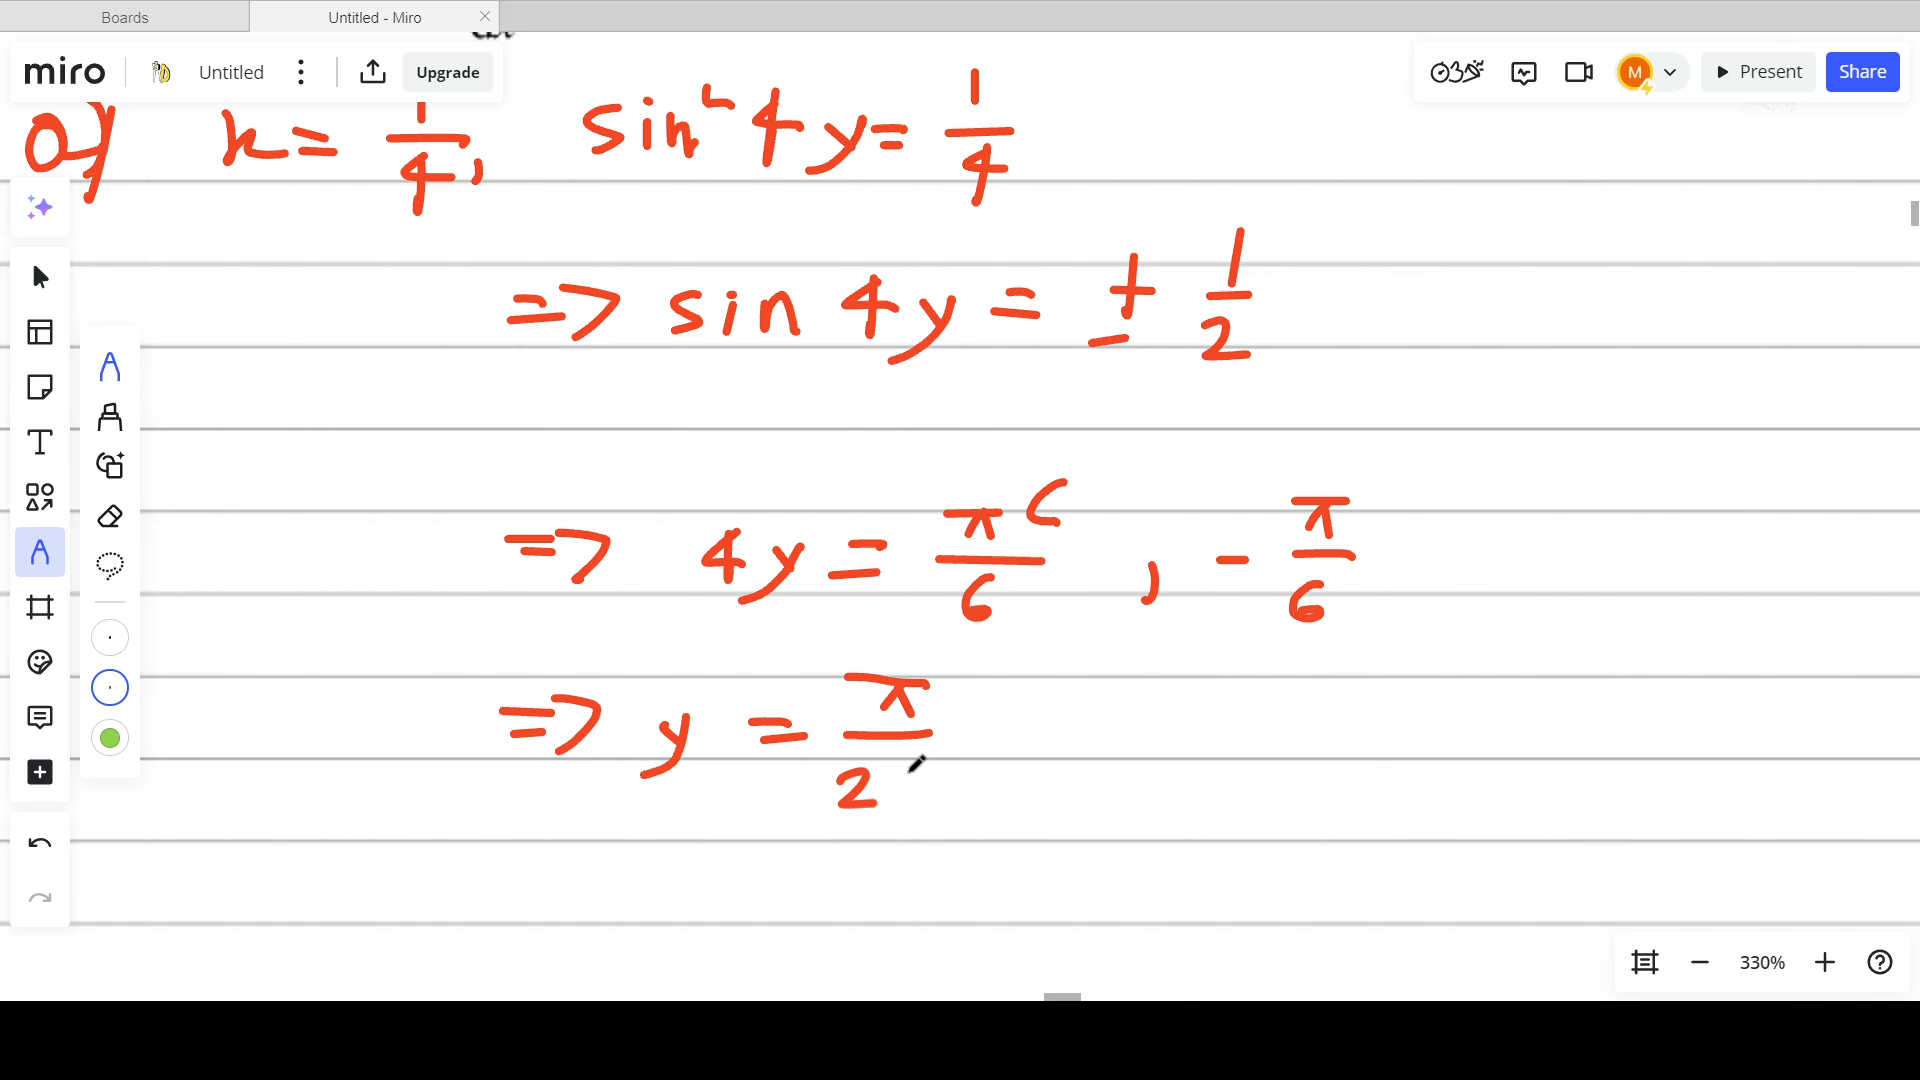 Boards Untitled - Miro
miro Untitled Upgrade M Present Share
a) x = 1/4, sin² 4y = 1/4
=> sin 4y = ± 1/2
=> 4y = π/6 ᶜ, - π/6
=> y = π/2
330%